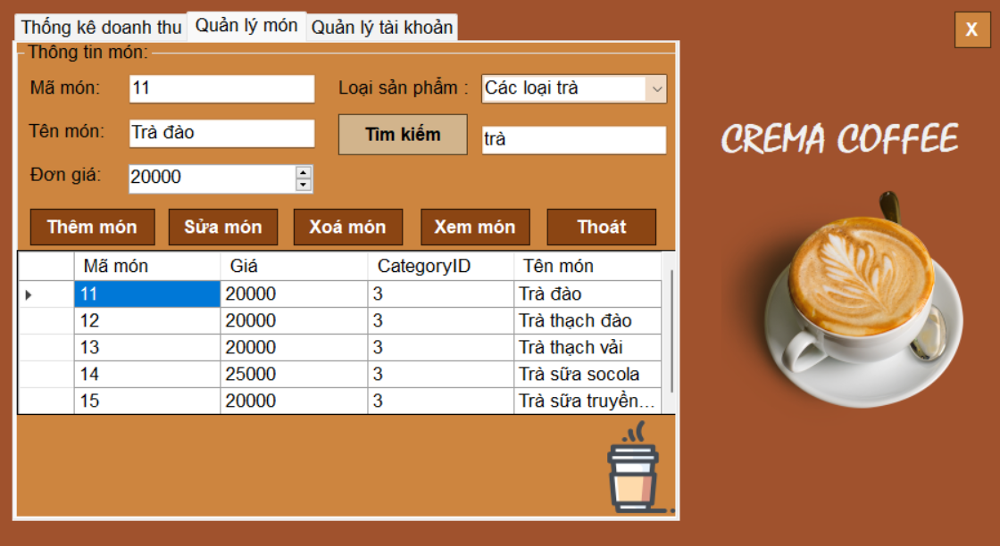 Thống kê doanh thu Quản lý món Quản lý tài khoản
X
Thông tin món:
Mã món: 11 Loại sản phẩm : Các loại trà
Tên món: Trà đào Tìm kiếm trà
Đơn giá: 20000
CREMA COFFEE
Thêm món Sửa món Xoá món Xem món Thoát
Mã món Giá CategoryID Tên món
11 20000 3 Trà đào
12 20000 3 Trà thạch đào
13 20000 3 Trà thạch vải
14 25000 3 Trà sữa socola
15 20000 3 Trà sữa truyền...